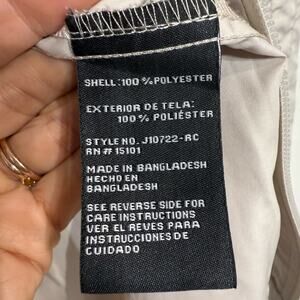 SHELL: 100 % POLYESTER
EXTERIOR DE TELA:
100 % POLIÉSTER
STYLE NO. J10722-RC
RN # 15101
MADE IN BANGLADESH
HECHO EN
BANGLADESH
SEE REVERSE SIDE FOR
CARE INSTRUCTIONS
VER EL REVES PARA
INSTRUCCIONES DE
CUIDADO